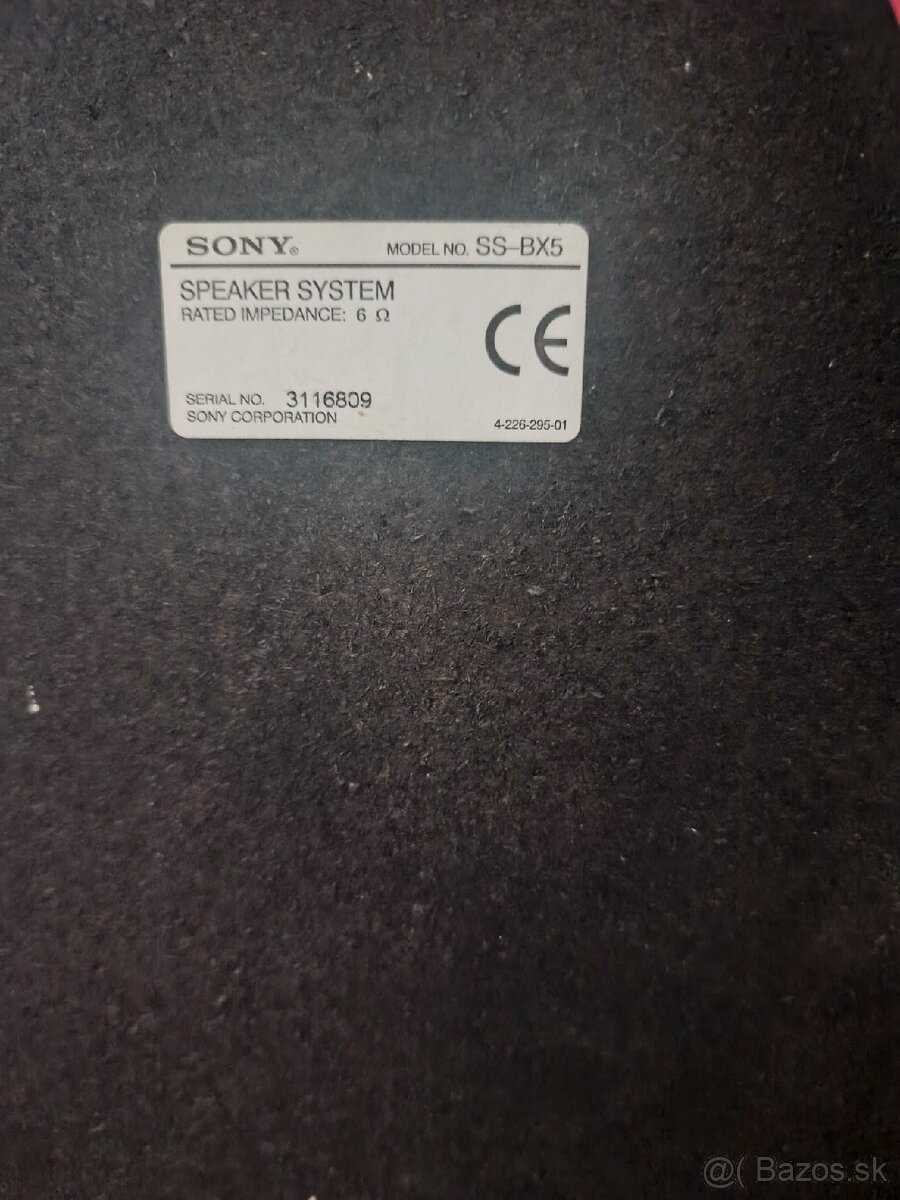 SONY®
MODEL NO. SS-BX5
SPEAKER SYSTEM
RATED IMPEDANCE: 6 Ω
CE
SERIAL NO. 3116809
SONY CORPORATION
4-226-295-01
@( Bazos.sk